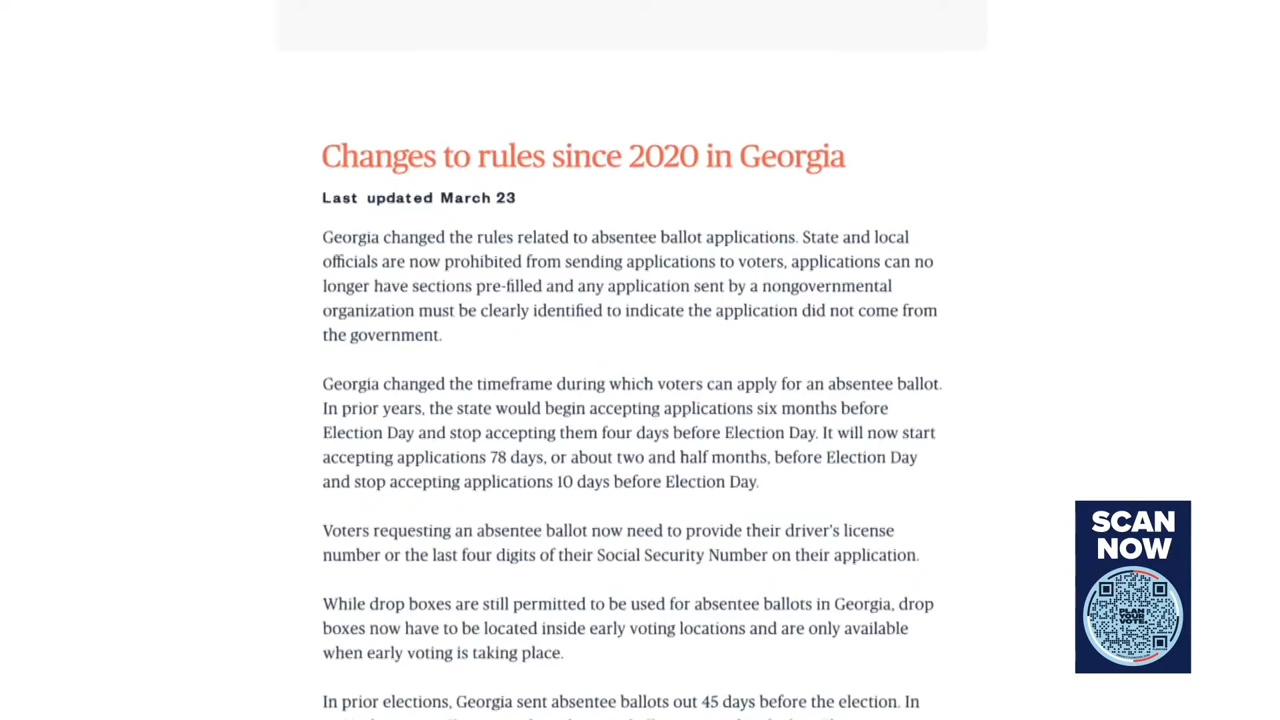 Changes to rules since 2020 in Georgia
Last updated March 23
Georgia changed the rules related to absentee ballot applications. State and local
officials are now prohibited from sending applications to voters, applications can no
longer have sections pre-filled and any application sent by a nongovernmental
organization must be clearly identified to indicate the application did not come from
the government.
Georgia changed the timeframe during which voters can apply for an absentee ballot.
In prior years, the state would begin accepting applications six months before
Election Day and stop accepting them four days before Election Day. It will now start
accepting applications 78 days, or about two and half months, before Election Day
and stop accepting applications 10 days before Election Day.
Voters requesting an absentee ballot now need to provide their driver's license
number or the last four digits of their Social Security Number on their application.
While drop boxes are still permitted to be used for absentee ballots in Georgia, drop
boxes now have to be located inside early voting locations and are only available
when early voting is taking place.
In prior elections, Georgia sent absentee ballots out 45 days before the election. In
SCAN
NOW
PLAN
YOUR
VOTE.